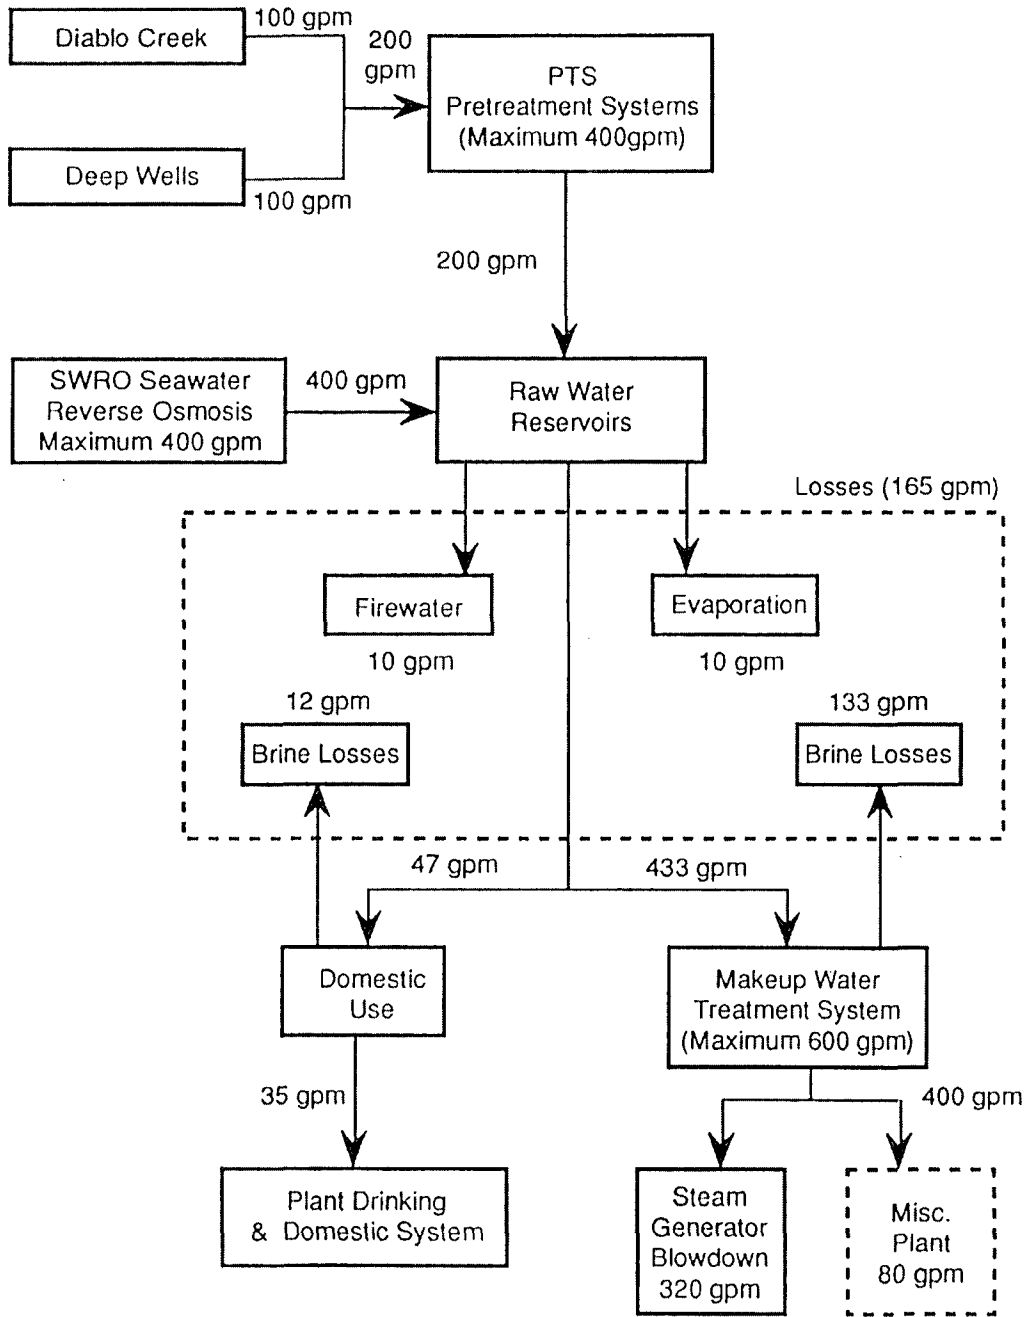 100 gpm
Diablo Creek
200
gpm
PTS
Pretreatment Systems
(Maximum 400gpm)
Deep Wells
100 gpm
200 gpm
SWRO Seawater
Reverse Osmosis
Maximum 400 gpm
400 gpm
Raw Water
Reservoirs
Losses (165 gpm)
Firewater
10 gpm
Evaporation
10 gpm
12 gpm
Brine Losses
133 gpm
Brine Losses
47 gpm
433 gpm
Domestic
Use
Makeup Water
Treatment System
(Maximum 600 gpm)
35 gpm
400 gpm
Plant Drinking
& Domestic System
Steam
Generator
Blowdown
320 gpm
Misc.
Plant
80 gpm